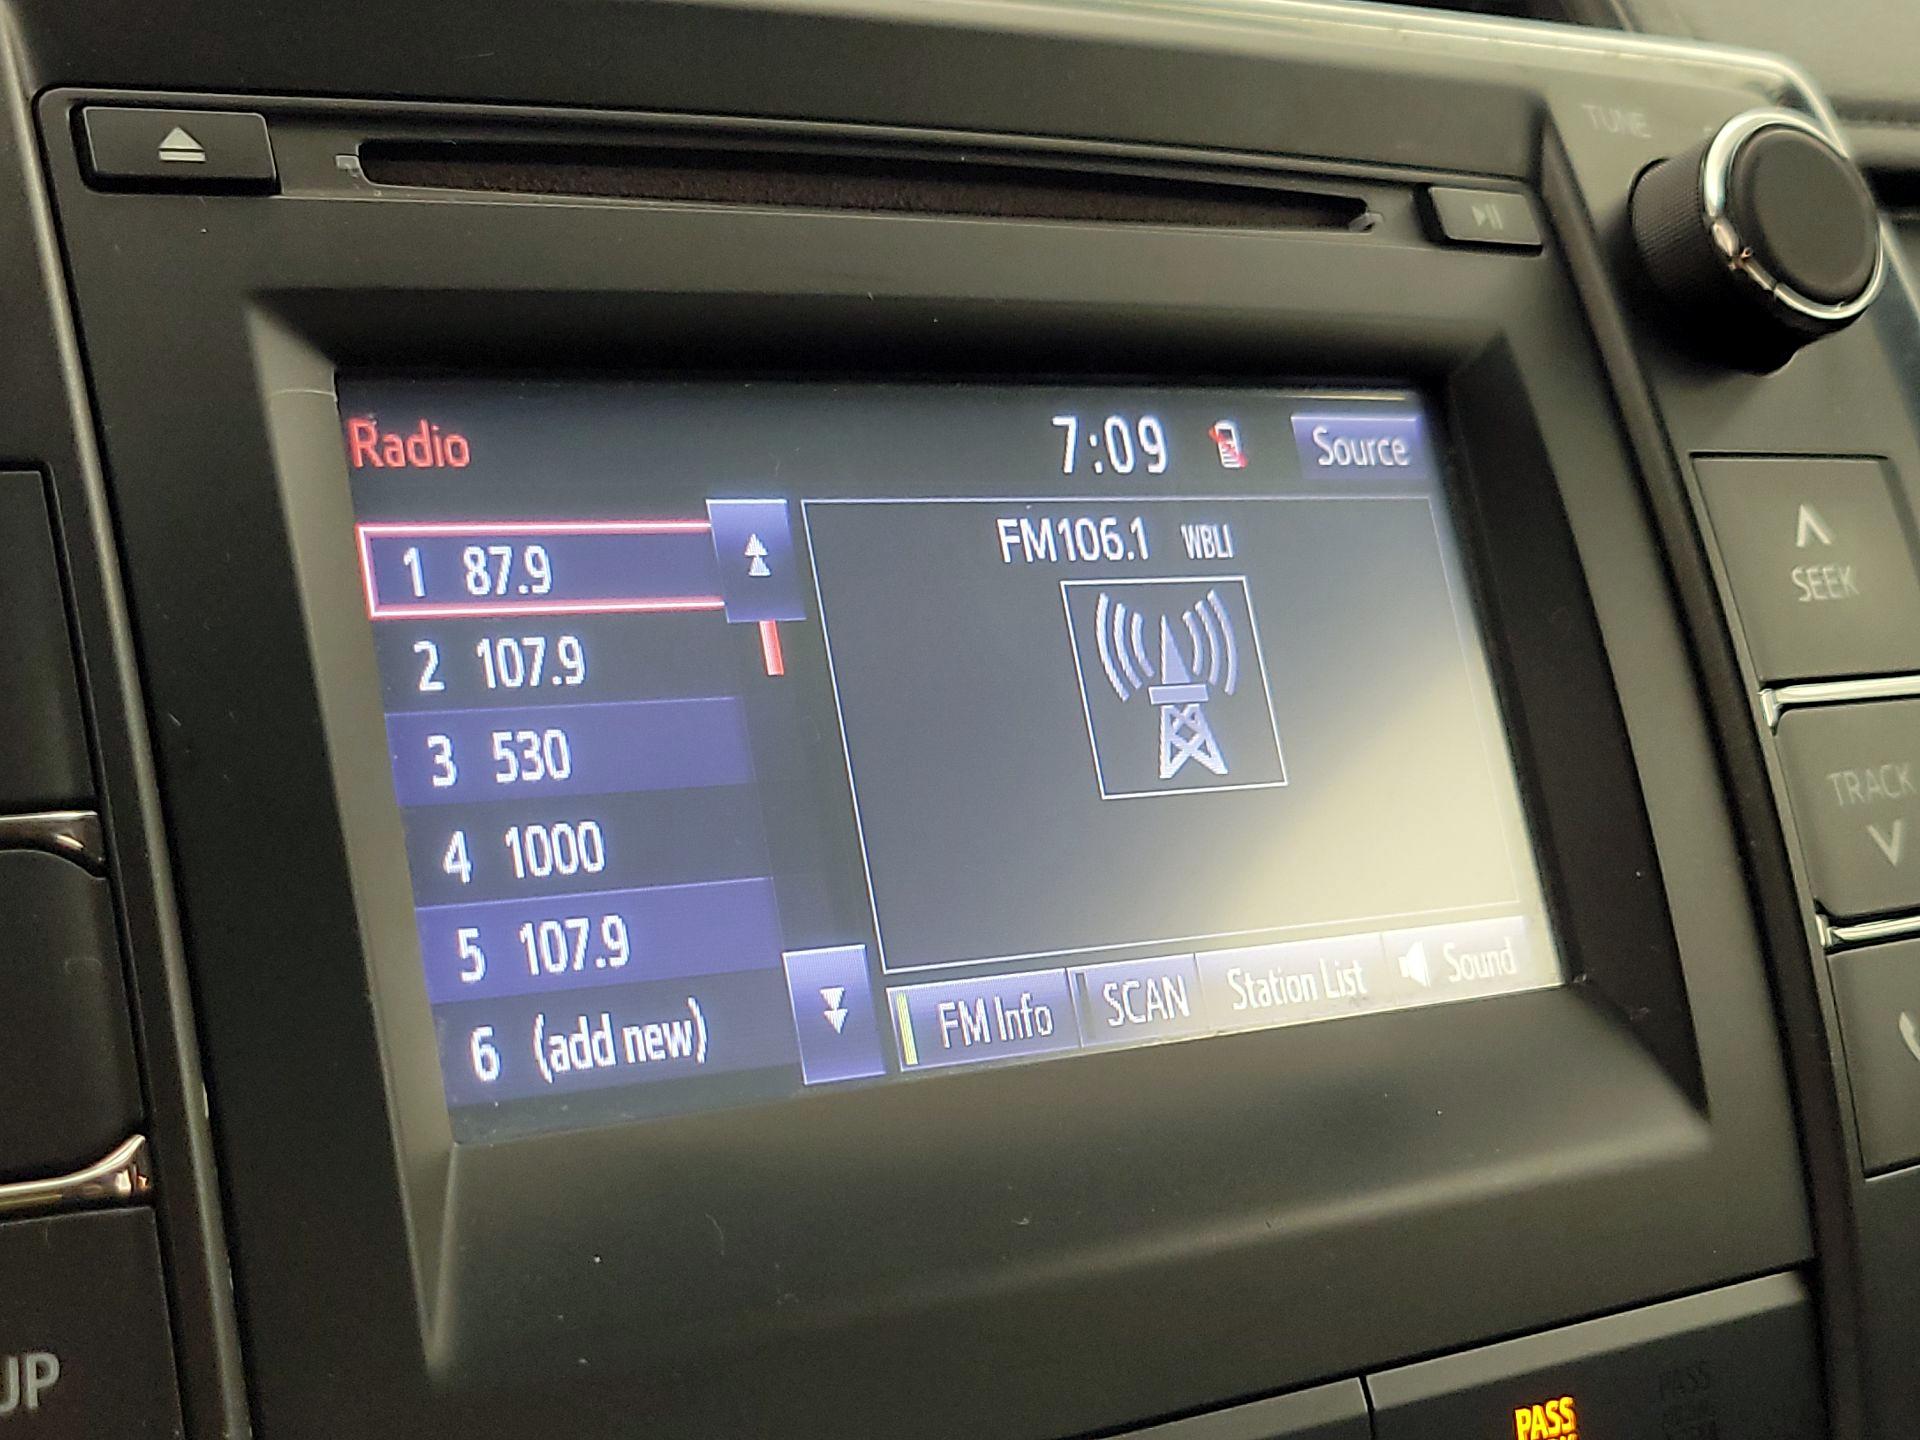 TUNE
Radio 7:09 Source
1 87.9
2 107.9
3 530
4 1000
5 107.9
6 (add new)
FM106.1 WBLI
FM Info SCAN Station List Sound
SEEK
TRACK
UP
PASS
PASS